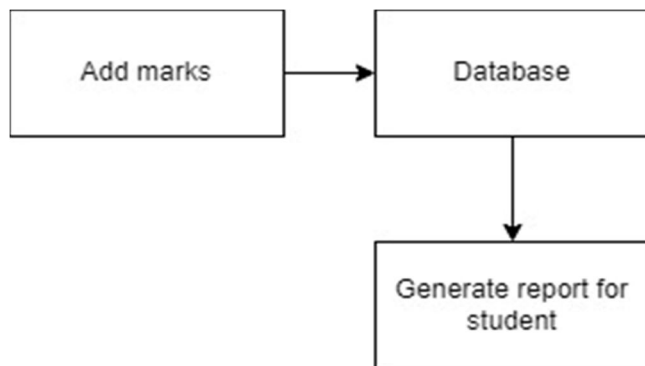 Add marks
Database
Generate report for
student